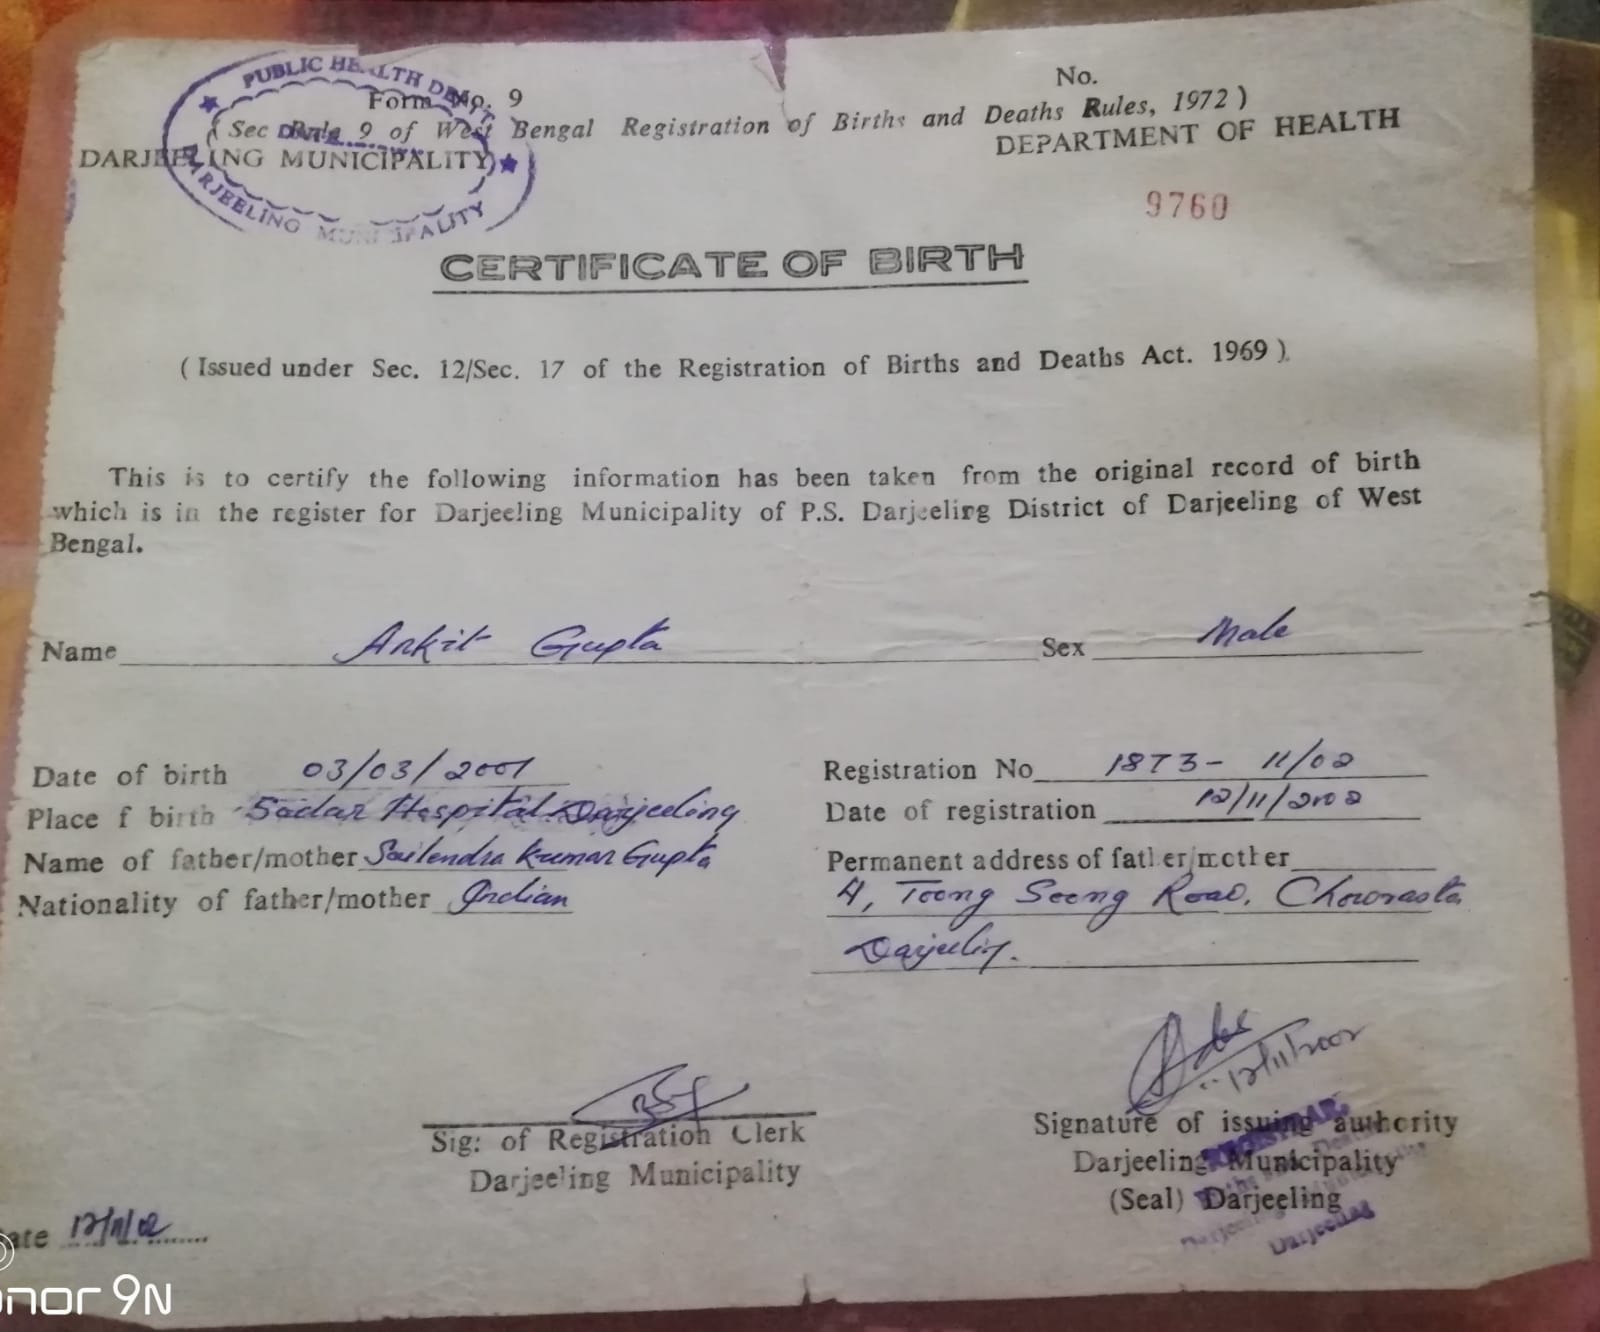 No.
Form No. 9
( Sec Rule 9 of West Bengal Registration of Births and Deaths Rules, 1972 )
DARJEELING MUNICIPALITY
DEPARTMENT OF HEALTH
PUBLIC HEALTH DEPTT
DATE
DARJEELING MUNICIPALITY
9760
CERTIFICATE OF BIRTH
( Issued under Sec. 12/Sec. 17 of the Registration of Births and Deaths Act. 1969 )
This is to certify the following information has been taken from the original record of birth
which is in the register for Darjeeling Municipality of P.S. Darjeeling District of Darjeeling of West
Bengal.
Name Ankit Gupta Sex Male
Date of birth 03/03/2001 Registration No 1873- 11/02
Place f birth Sadar Hospital Darjeeling Date of registration 12/11/2002
Name of father/mother Sailendra Kumar Gupta Permanent address of father/mother
Nationality of father/mother Indian 4, Toong Soong Road, Chowrasta
Darjeeling.
12/11/2002
Sig: of Registration Clerk
Darjeeling Municipality
Signature of issuing authority
Darjeeling Municipality
(Seal) Darjeeling
REGISTRAR
Darjeeling
ate 12/11/02
onor 9N